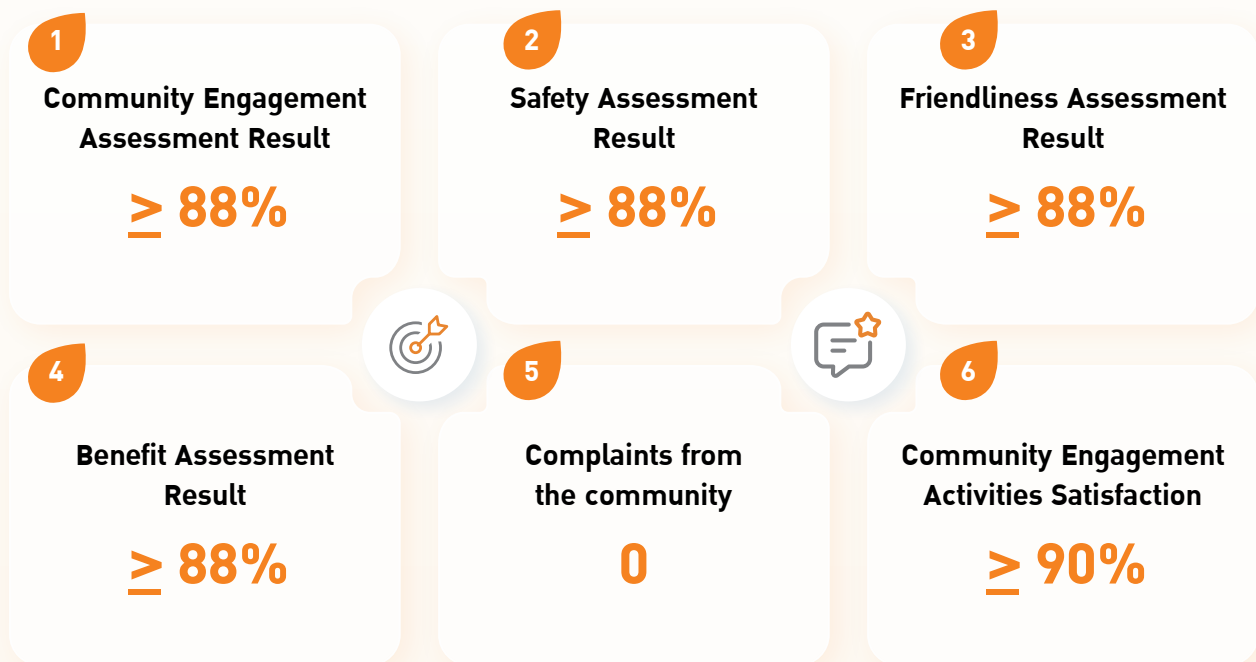 1
Community Engagement
Assessment Result
≥ 88%
2
Safety Assessment
Result
≥ 88%
3
Friendliness Assessment
Result
≥ 88%
4
Benefit Assessment
Result
≥ 88%
5
Complaints from
the community
0
6
Community Engagement
Activities Satisfaction
≥ 90%